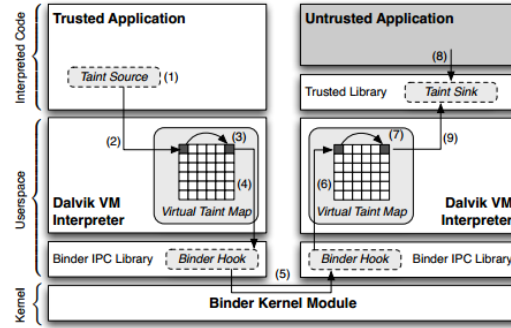 Interpreted Code
Trusted Application
Taint Source
(1)
(2)
Untrusted Application
(8)
Trusted Library
Taint Sink
(9)
Userspace
(3)
(4)
Virtual Taint Map
Dalvik VM
Interpreter
(7)
(6)
Virtual Taint Map
Dalvik VM
Interpreter
Binder IPC Library
Binder Hook
(5)
Binder Hook
Binder IPC Library
Kernel
Binder Kernel Module